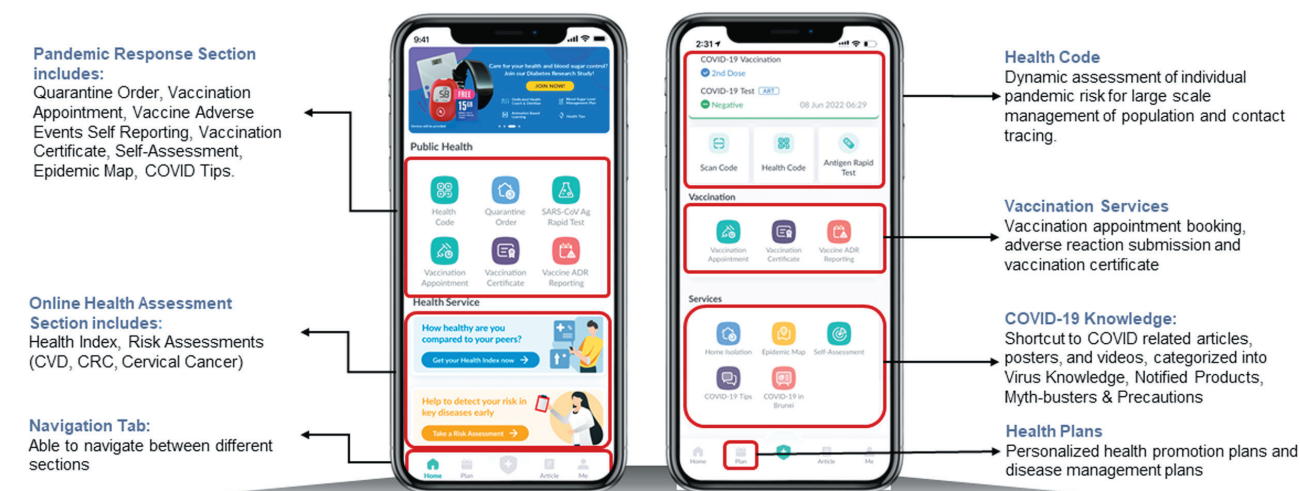 Pandemic Response Section
includes:
Quarantine Order, Vaccination
Appointment, Vaccine Adverse
Events Self Reporting, Vaccination
Certificate, Self-Assessment,
Epidemic Map, COVID Tips.
Online Health Assessment
Section includes:
Health Index, Risk Assessments
(CVD, CRC, Cervical Cancer)
Navigation Tab:
Able to navigate between different
sections
9:41
Care for your health and blood sugar control?
Join our Diabetes Research Study!
JOIN NOW!
FREE
Public Health
Health
Code
Quarantine
Order
SARS-CoV Ag
Rapid Test
Vaccination
Appointment
Vaccination
Certificate
Vaccine ADR
Reporting
Health Service
How healthy are you
compared to your peers?
Get your Health Index now →
Help to detect your risk in
key diseases early
Take a Risk Assessment →
Home
Plan
Article
Me
2:31
COVID-19 Vaccination
2nd Dose
COVID-19 Test ART
Negative
08 Jun 2022 06:29
Scan Code
Health Code
Antigen Rapid
Test
Vaccination
Vaccination
Appointment
Vaccination
Certificate
Vaccine ADR
Reporting
Services
Home Isolation
Epidemic Map
Self-Assessment
COVID-19 Tips
COVID-19 in
Brunei
Home
Plan
Article
Me
Health Code
Dynamic assessment of individual
pandemic risk for large scale
management of population and contact
tracing.
Vaccination Services
Vaccination appointment booking,
adverse reaction submission and
vaccination certificate
COVID-19 Knowledge:
Shortcut to COVID related articles,
posters, and videos, categorized into
Virus Knowledge, Notified Products,
Myth-busters & Precautions
Health Plans
Personalized health promotion plans and
disease management plans